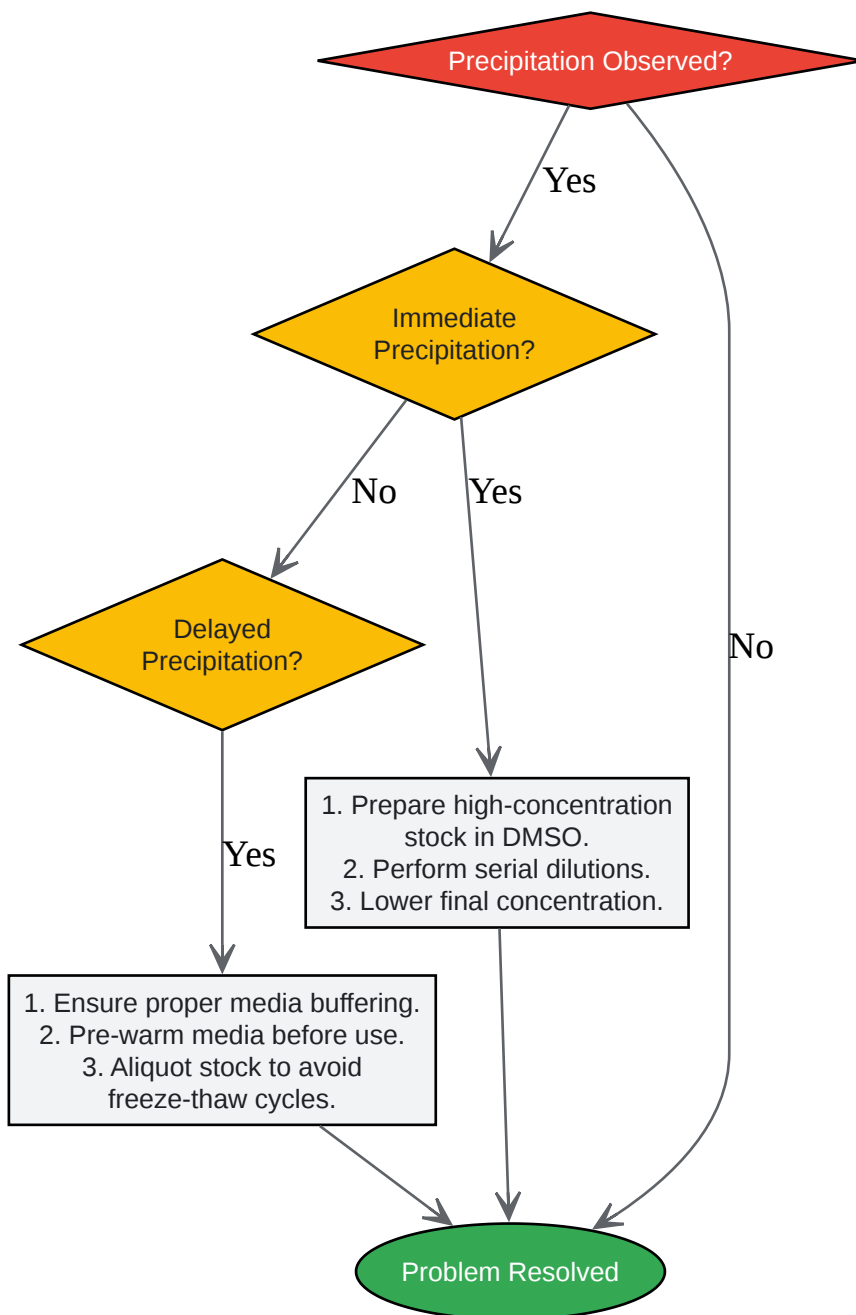 Precipitation Observed?
Yes
Immediate
Precipitation?
No
Yes
Delayed
Precipitation?
No
1. Prepare high-concentration
stock in DMSO.
2. Perform serial dilutions.
3. Lower final concentration.
Yes
1. Ensure proper media buffering.
2. Pre-warm media before use.
3. Aliquot stock to avoid
freeze-thaw cycles.
Problem Resolved